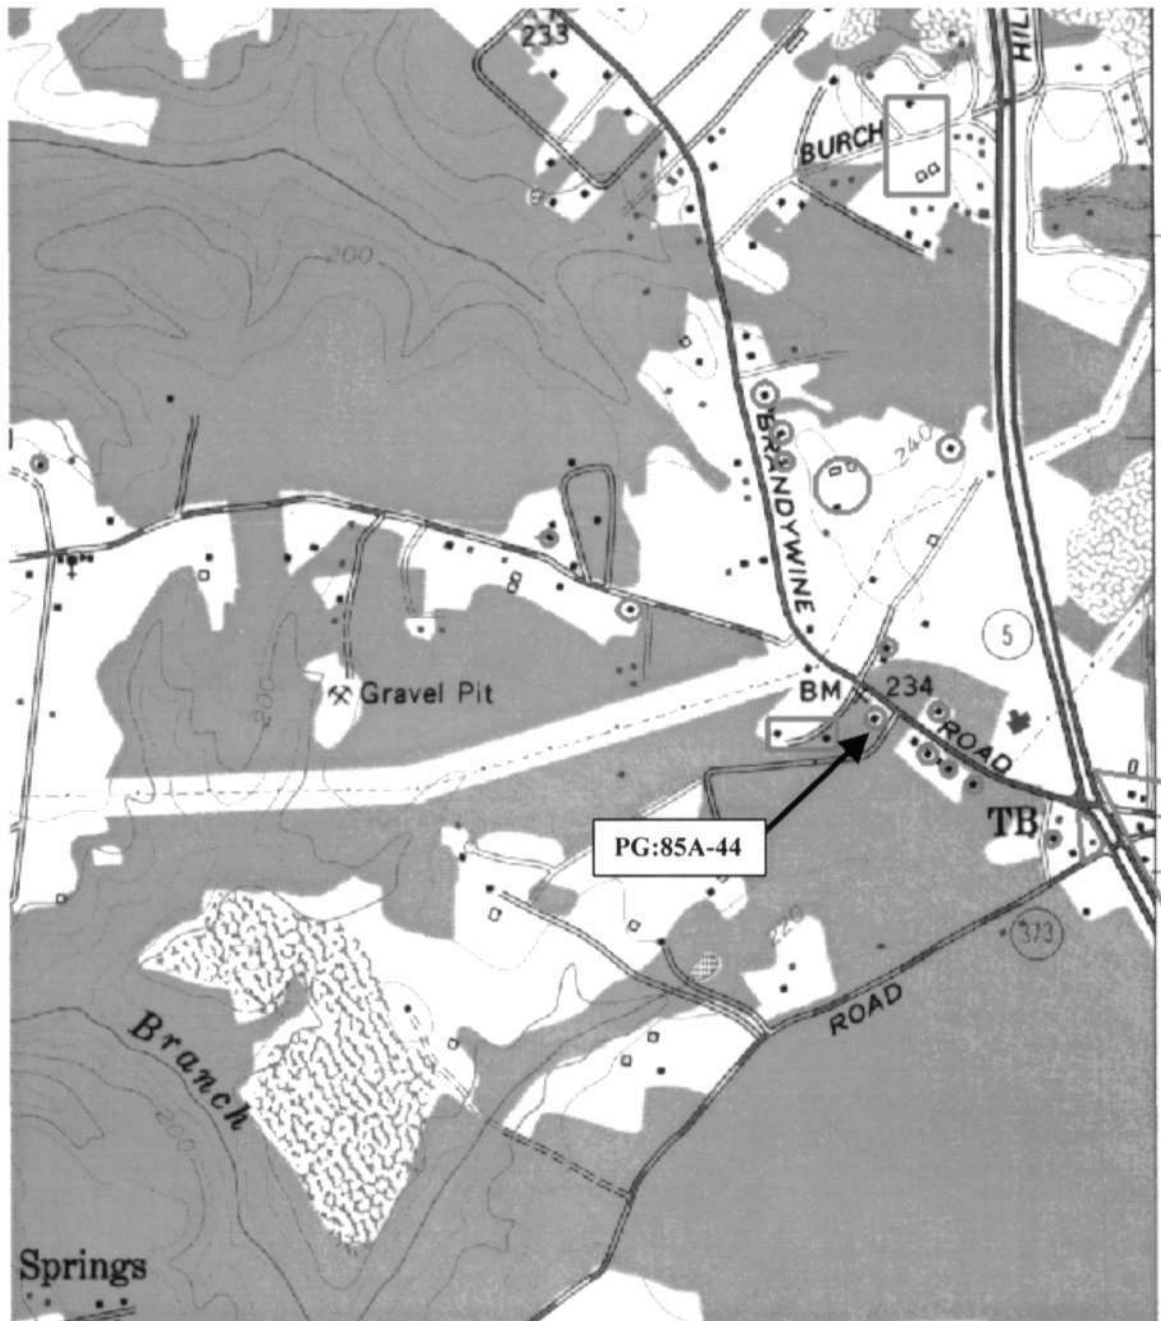 233
HIL
BURCH
200
BRANDYWINE
240
5
Gravel Pit
200
BM
234
ROAD
TB
PG:85A-44
220
373
ROAD
Branch
200
Springs